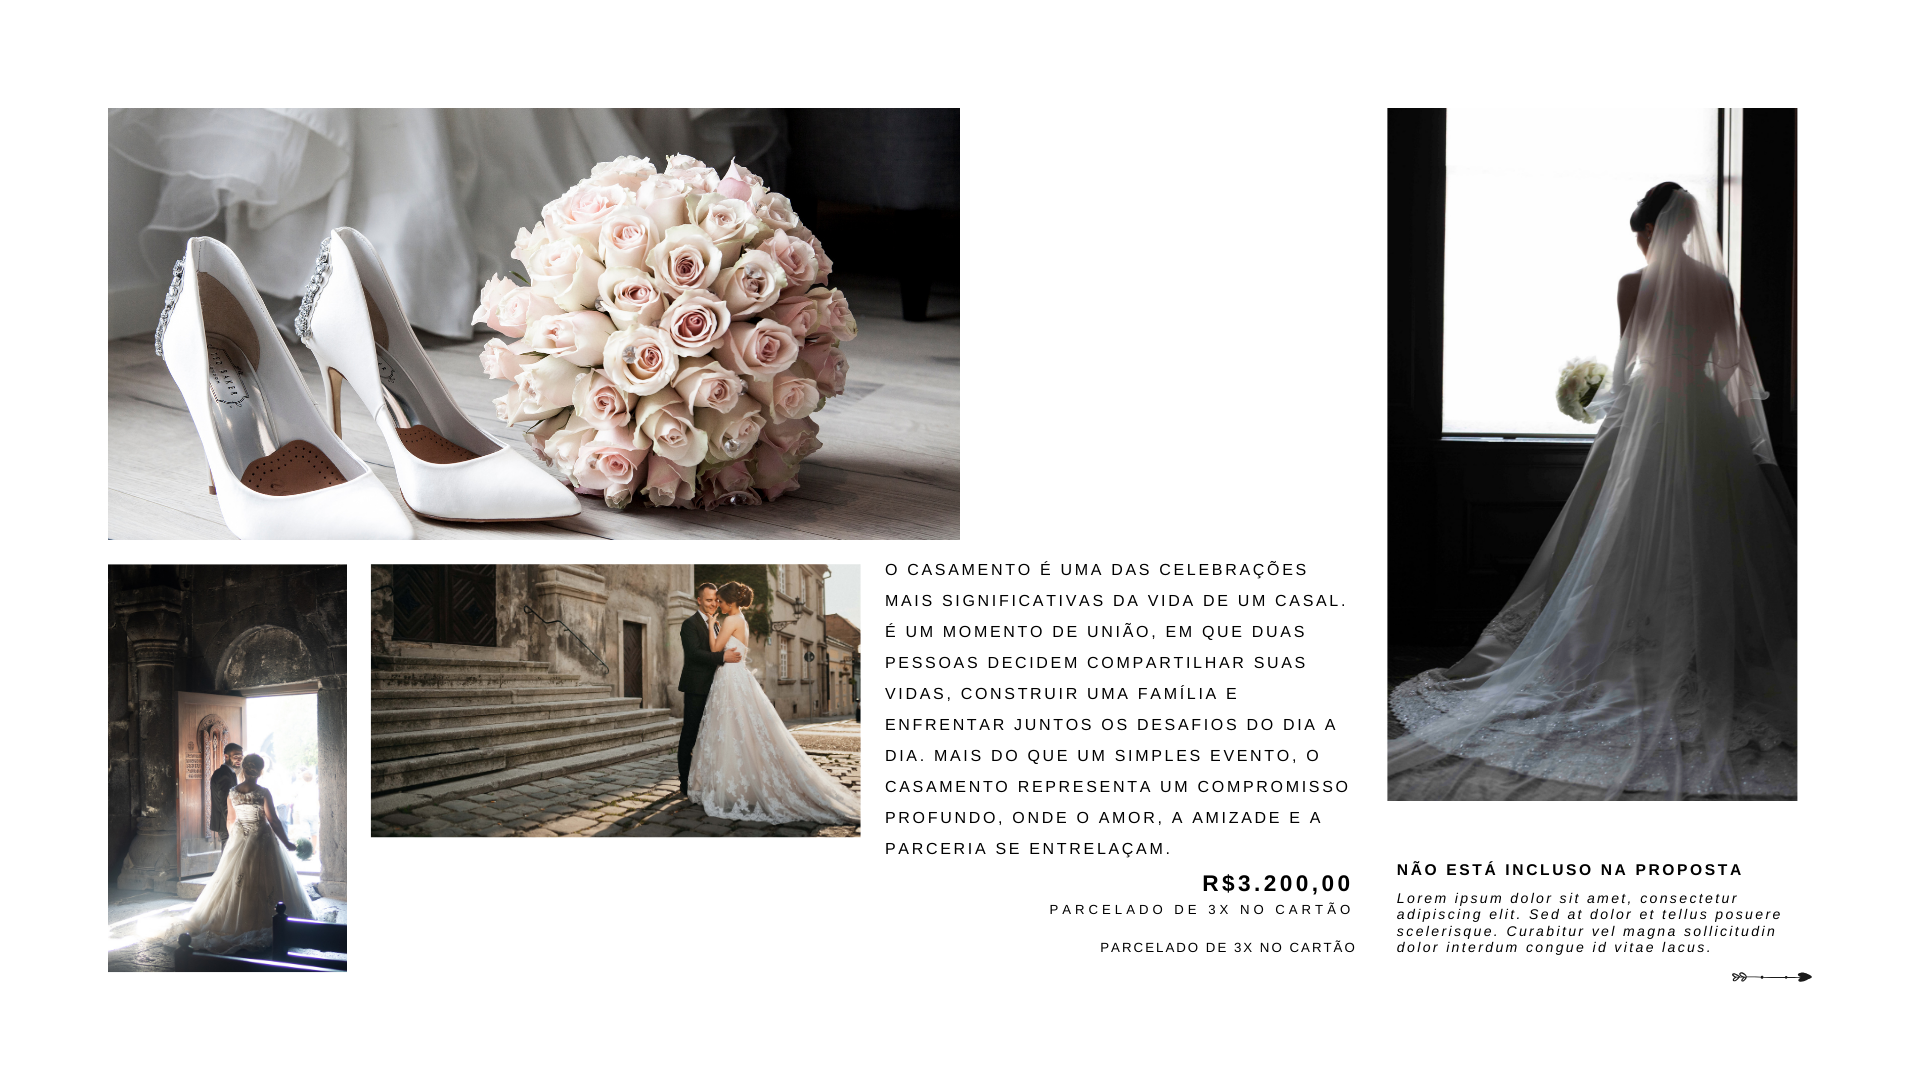 O CASAMENTO É UMA DAS CELEBRAÇÕES
MAIS SIGNIFICATIVAS DA VIDA DE UM CASAL.
É UM MOMENTO DE UNIÃO, EM QUE DUAS
PESSOAS DECIDEM COMPARTILHAR SUAS
VIDAS, CONSTRUIR UMA FAMÍLIA E
ENFRENTAR JUNTOS OS DESAFIOS DO DIA A
DIA. MAIS DO QUE UM SIMPLES EVENTO, O
CASAMENTO REPRESENTA UM COMPROMISSO
PROFUNDO, ONDE O AMOR, A AMIZADE E A
PARCERIA SE ENTRELAÇAM.
R$3.200,00
PARCELADO DE 3X NO CARTÃO
PARCELADO DE 3X NO CARTÃO
NÃO ESTÁ INCLUSO NA PROPOSTA
Lorem ipsum dolor sit amet, consectetur
adipiscing elit. Sed at dolor et tellus posuere
scelerisque. Curabitur vel magna sollicitudin
dolor interdum congue id vitae lacus.